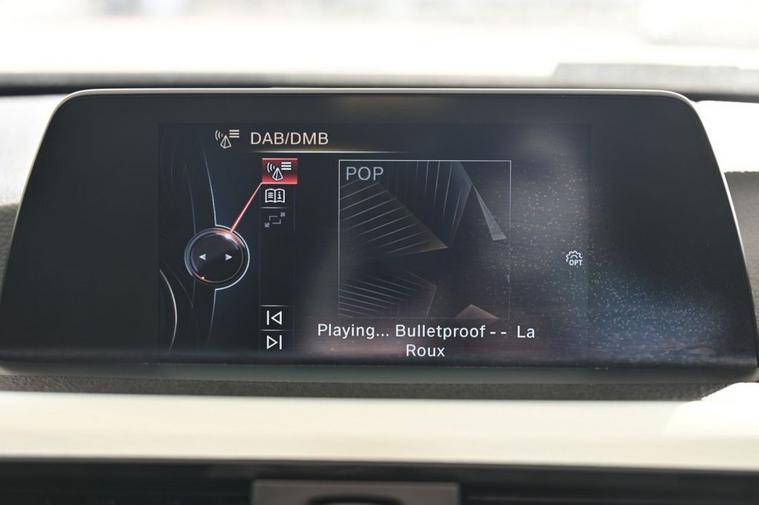 DAB/DMB
POP
OPT
Playing... Bulletproof - - La
Roux